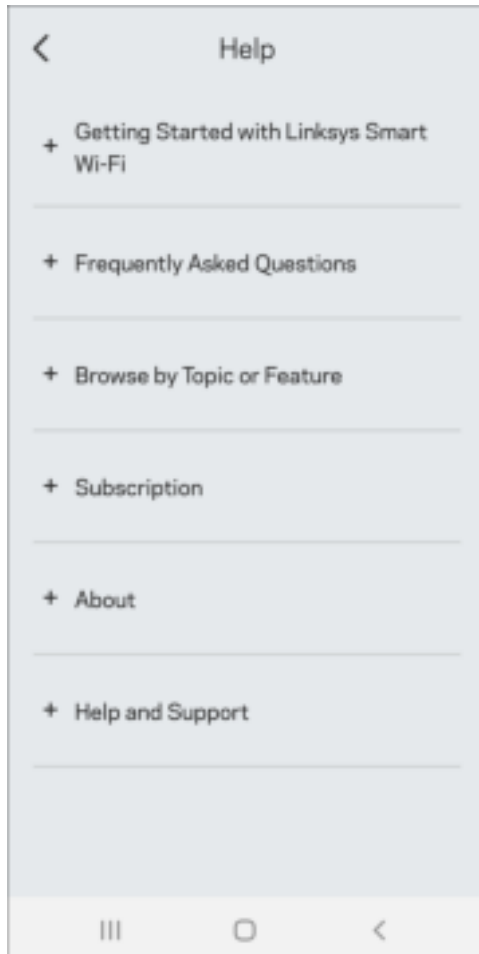 Help
Getting Started with Linksys Smart
Wi-Fi
Frequently Asked Questions
Browse by Topic or Feature
Subscription
About
Help and Support